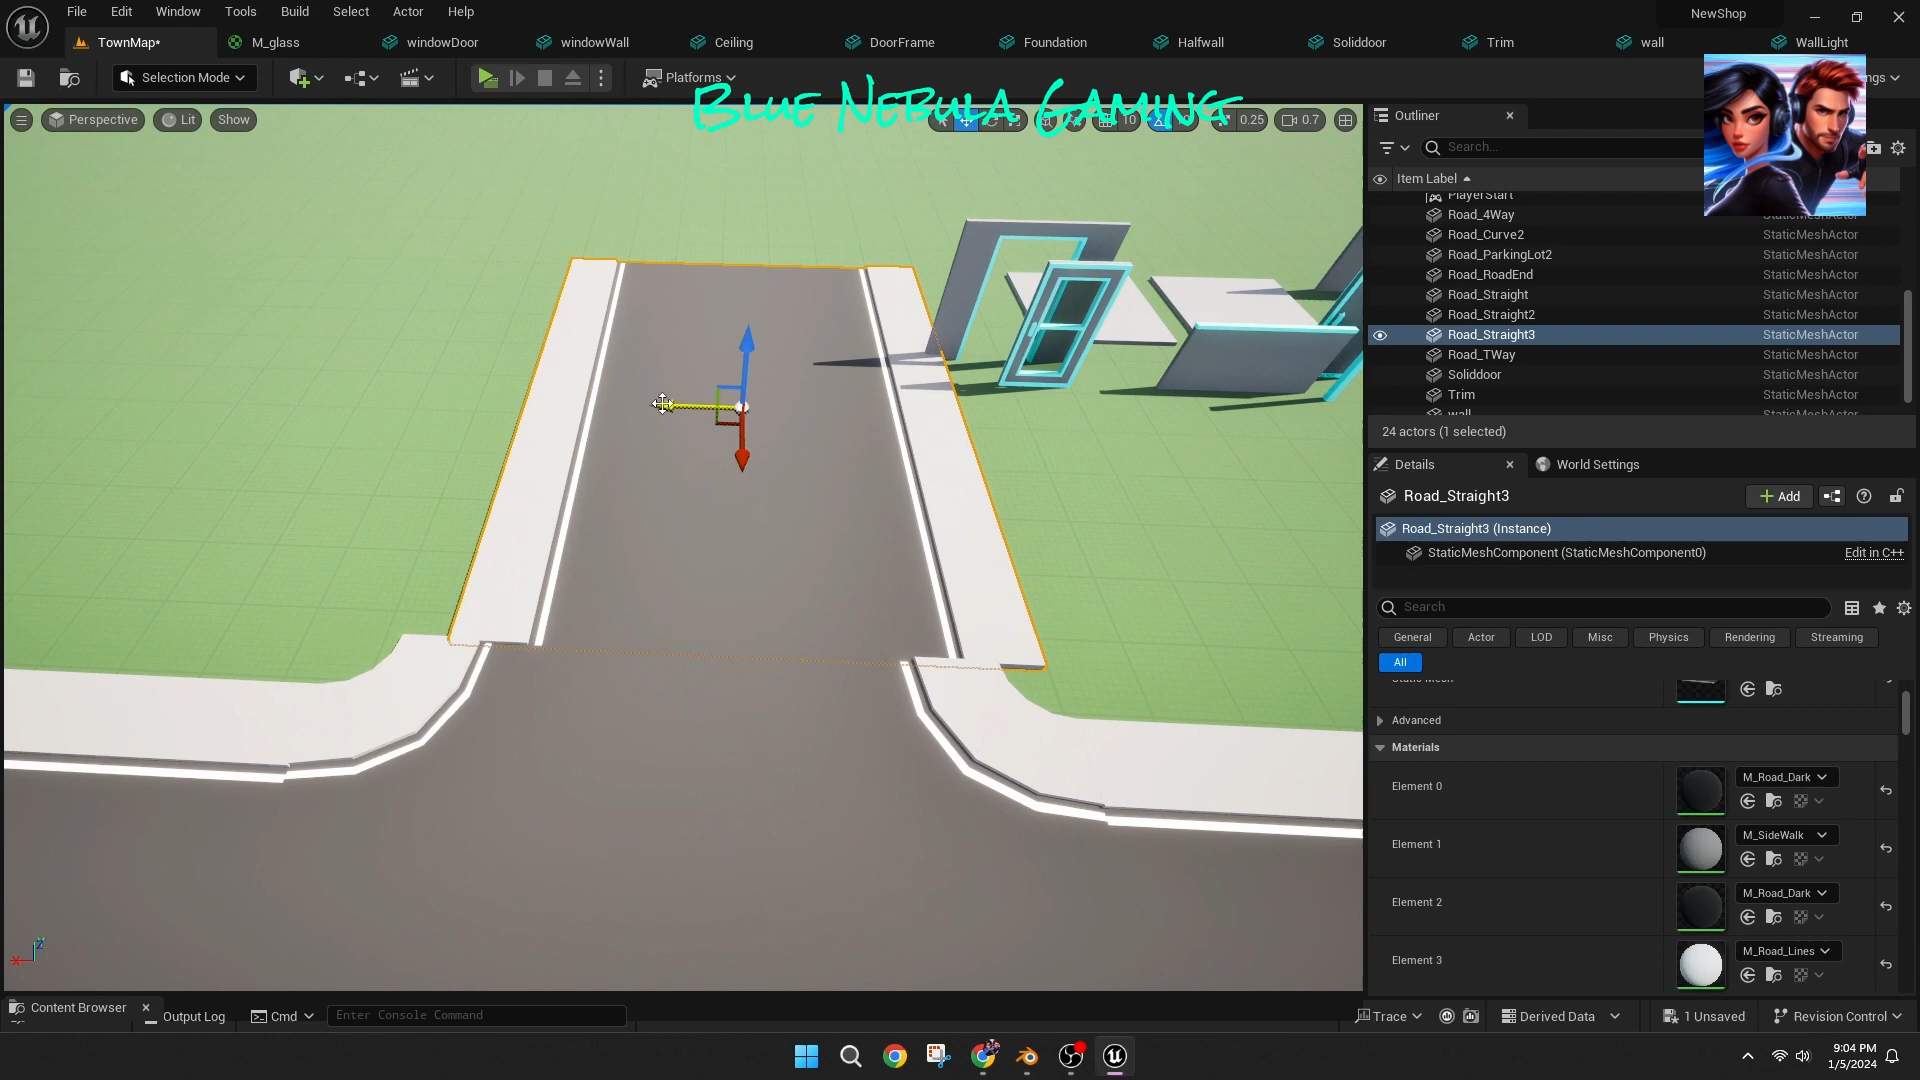 File Edit Window Tools Build Select Actor Help
NewShop
TownMap* M_glass windowDoor windowWall Ceiling DoorFrame Foundation Halfwall Soliddoor Trim wall WallLight
Selection Mode Platforms
Blue Nebula Gaming
Perspective Lit Show 10 0.25 0.7
Outliner
Search...
Item Label
PlayerStart
Road_4Way StaticMeshActor
Road_Curve2 StaticMeshActor
Road_ParkingLot2 StaticMeshActor
Road_RoadEnd StaticMeshActor
Road_Straight StaticMeshActor
Road_Straight2 StaticMeshActor
Road_Straight3 StaticMeshActor
Road_TWay StaticMeshActor
Soliddoor StaticMeshActor
Trim StaticMeshActor
wall
24 actors (1 selected)
Details World Settings
Road_Straight3 Add
Road_Straight3 (Instance)
StaticMeshComponent (StaticMeshComponent0) Edit in C++
Search
General Actor LOD Misc Physics Rendering Streaming
All
Static Mesh
Advanced
Materials
Element 0 M_Road_Dark
Element 1 M_SideWalk
Element 2 M_Road_Dark
Element 3 M_Road_Lines
X Z
Content Browser Output Log Cmd Enter Console Command Trace Derived Data 1 Unsaved Revision Control
9:04 PM
1/5/2024